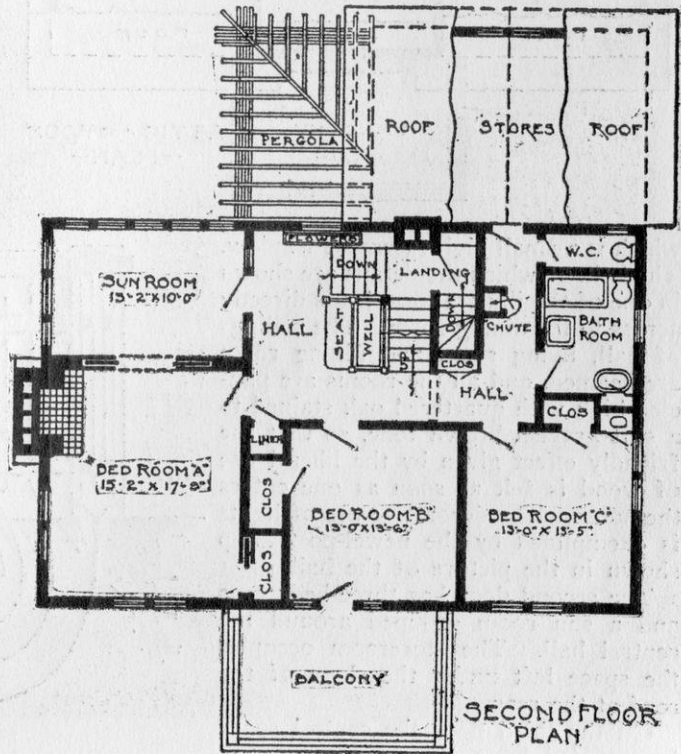 PERGOLA
ROOF
STORES
ROOF
FLOWERS
W.C.
DOWN
LANDING
SUN ROOM
13'-2" X 10'-0"
DOWN
CHUTE
BATH
ROOM
HALL
SEAT
WELL
UP
CLOS
HALL
CLOS
LINEN
BED ROOM "A"
15'-2" X 17'-8"
CLOS
BED ROOM "B"
13'-0" X 13'-6"
BED ROOM "C"
13'-0" X 13'-5"
CLOS.
BALCONY
SECOND FLOOR
PLAN